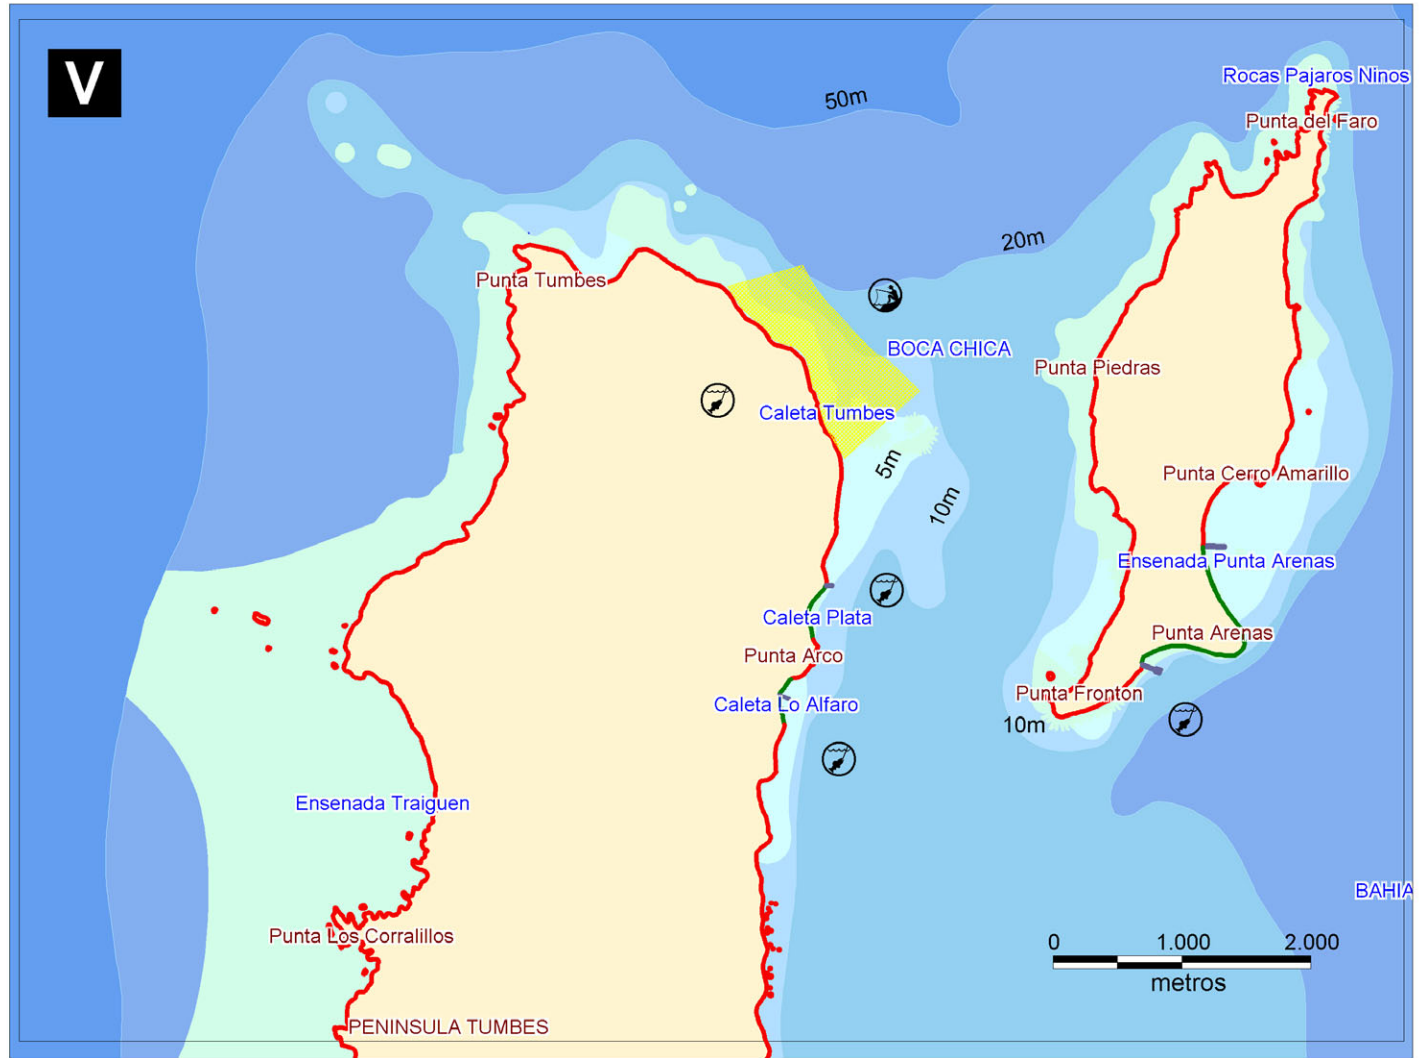 V
Rocas Pajaros Ninos
50m
Punta del Faro
20m
Punta Tumbes
BOCA CHICA
Punta Piedras
Caleta Tumbes
5m
Punta Cerro Amarillo
10m
Ensenada Punta Arenas
Caleta Plata
Punta Arenas
Punta Arco
Punta Fronton
Caleta Lo Alfaro
10m
Ensenada Traiguen
BAHIA
Punta Los Corralillos
0 1.000 2.000
metros
PENINSULA TUMBES